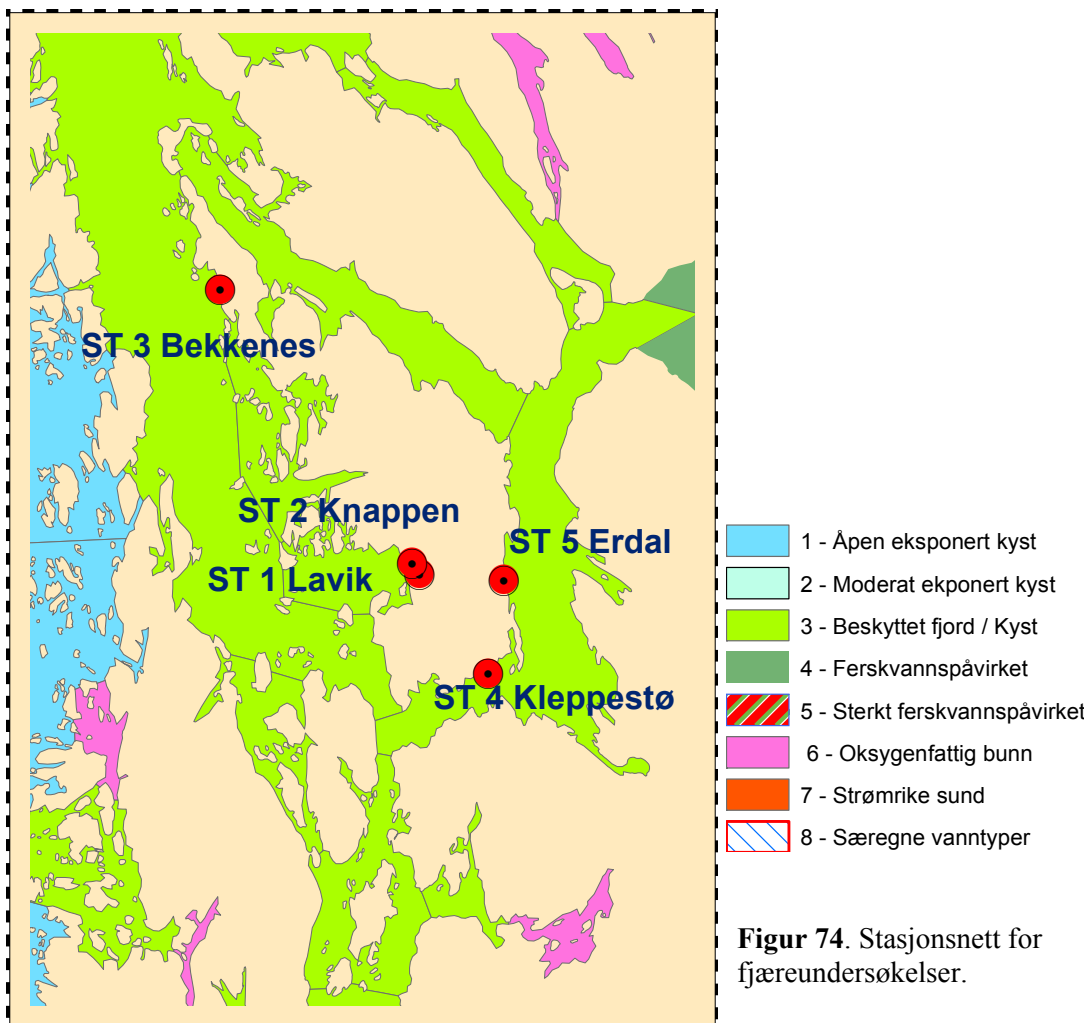 ST 3 Bekkenes
ST 2 Knappen
ST 5 Erdal
ST 1 Lavik
ST 4 Kleppestø
1 - Åpen eksponert kyst
2 - Moderat ekponert kyst
3 - Beskyttet fjord / Kyst
4 - Ferskvannspåvirket
5 - Sterkt ferskvannspåvirket
6 - Oksygenfattig bunn
7 - Strømrike sund
8 - Særegne vanntyper
Figur 74. Stasjonsnett for
fjæreundersøkelser.